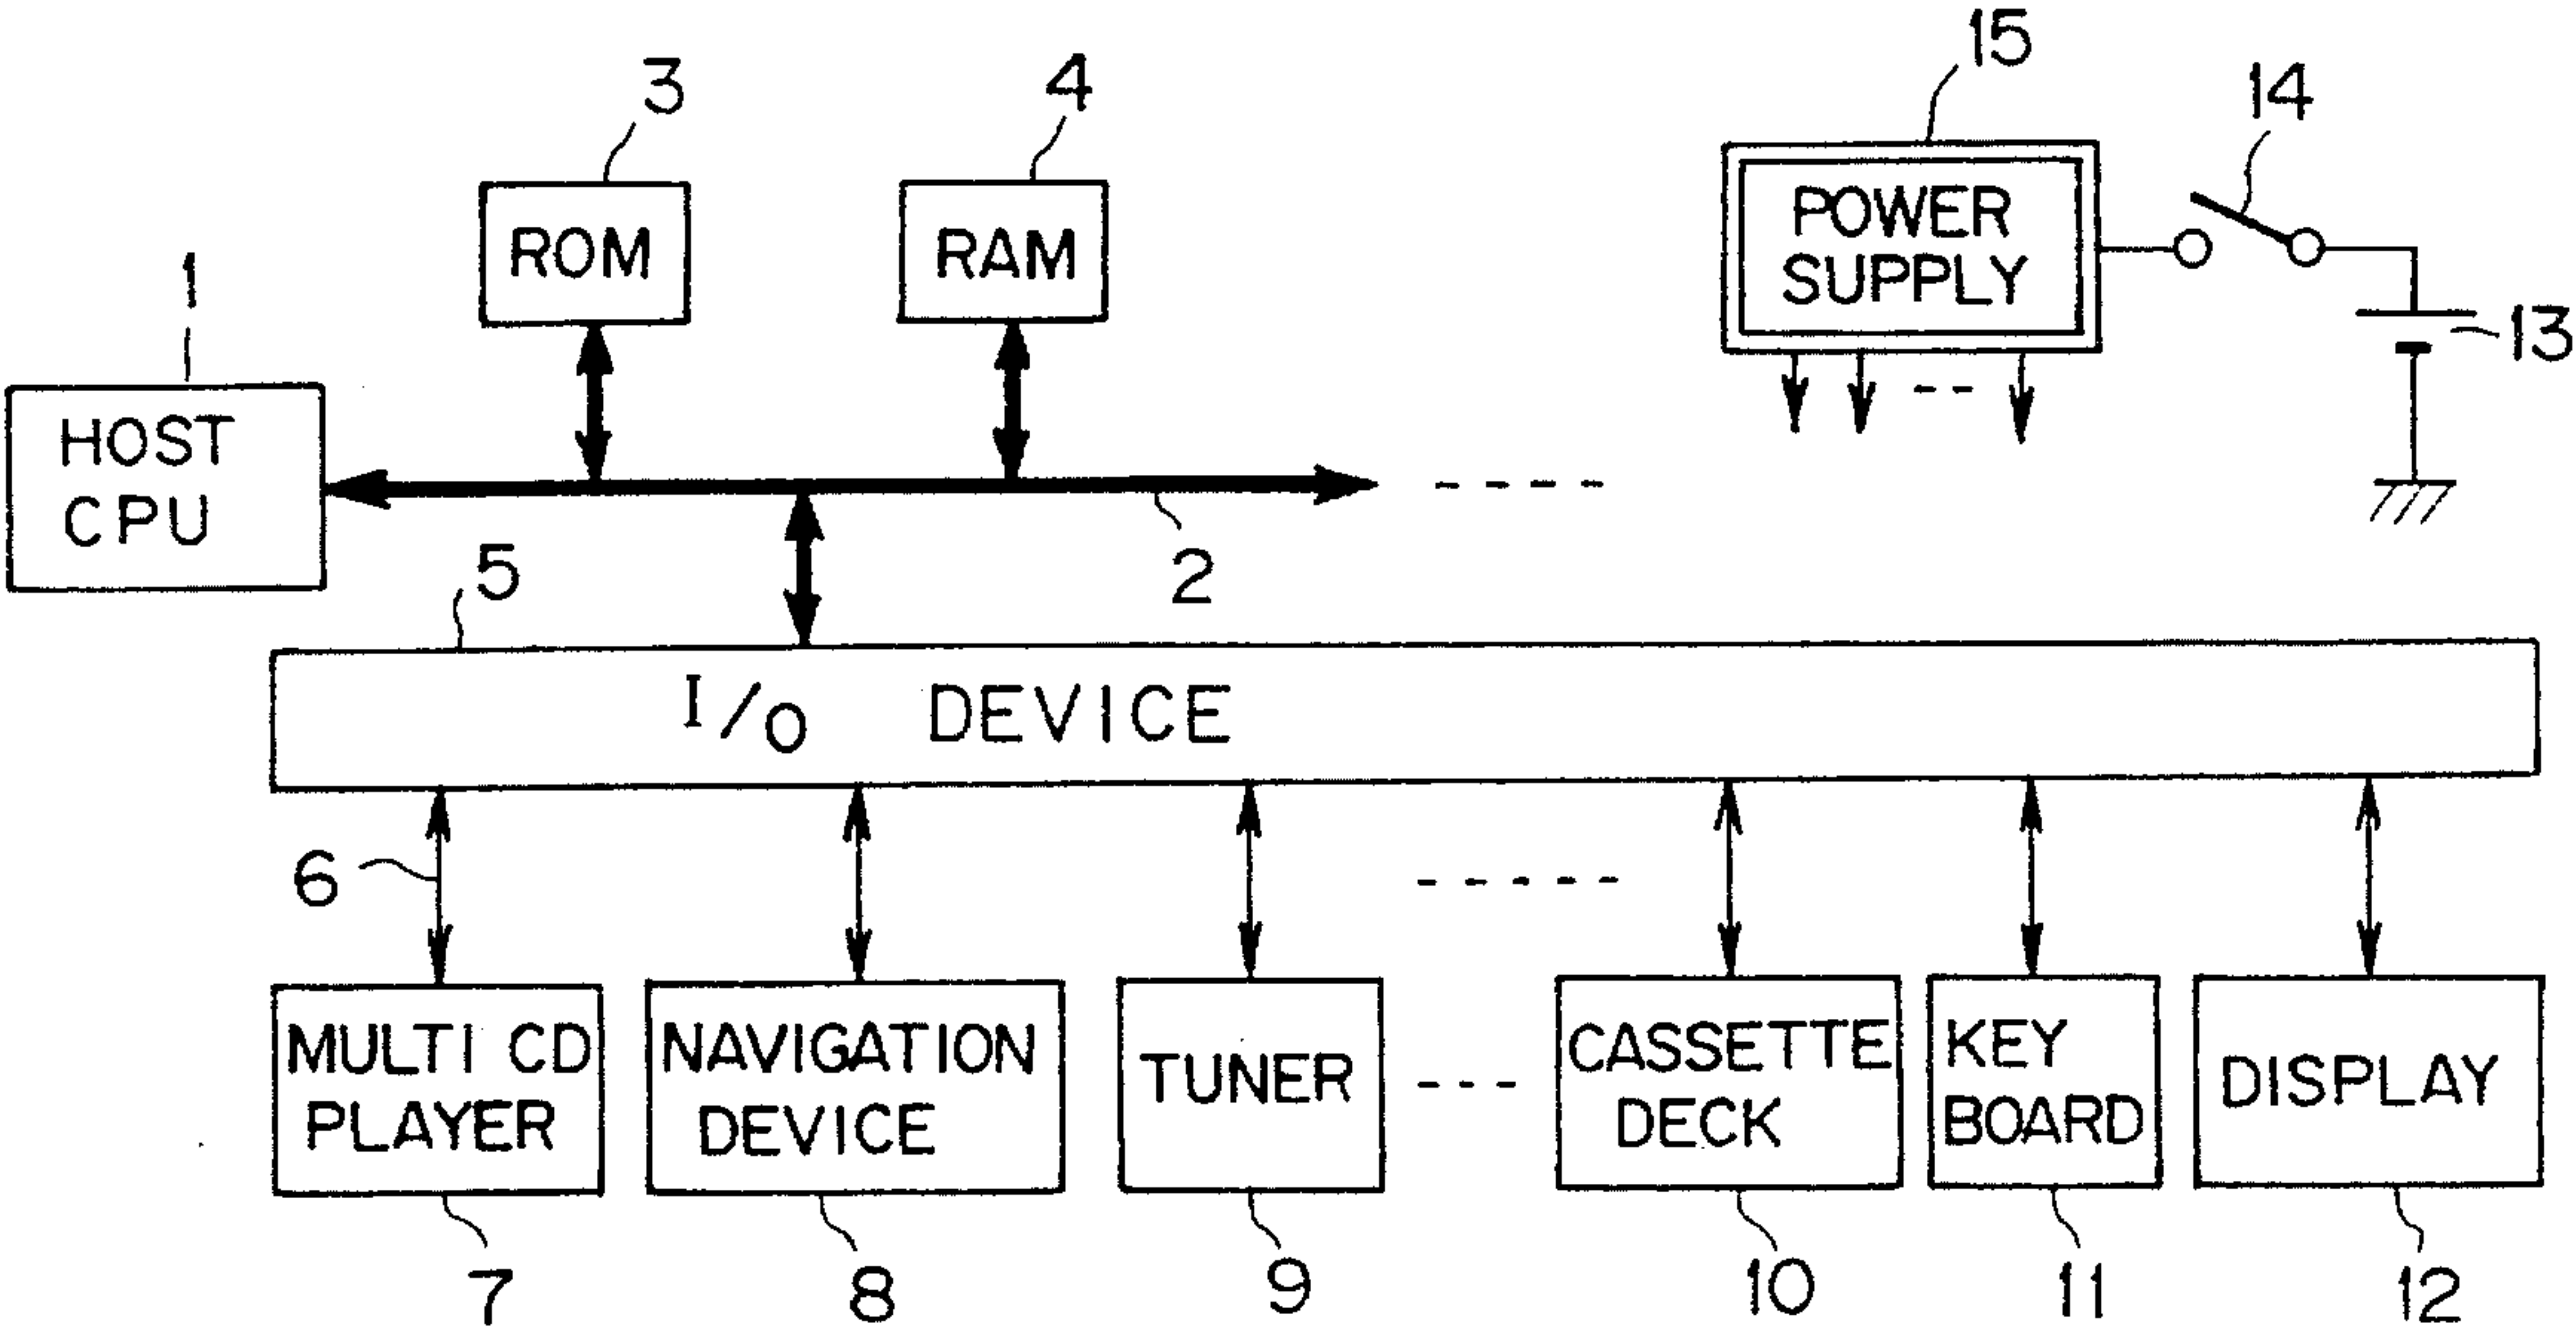 15
3
4
14
ROM
RAM
POWER
SUPPLY
1
13
HOST
CPU
5
2
I/O DEVICE
6
MULTI CD
PLAYER
NAVIGATION
DEVICE
TUNER
CASSETTE
DECK
KEY
BOARD
DISPLAY
7
8
9
10
11
12